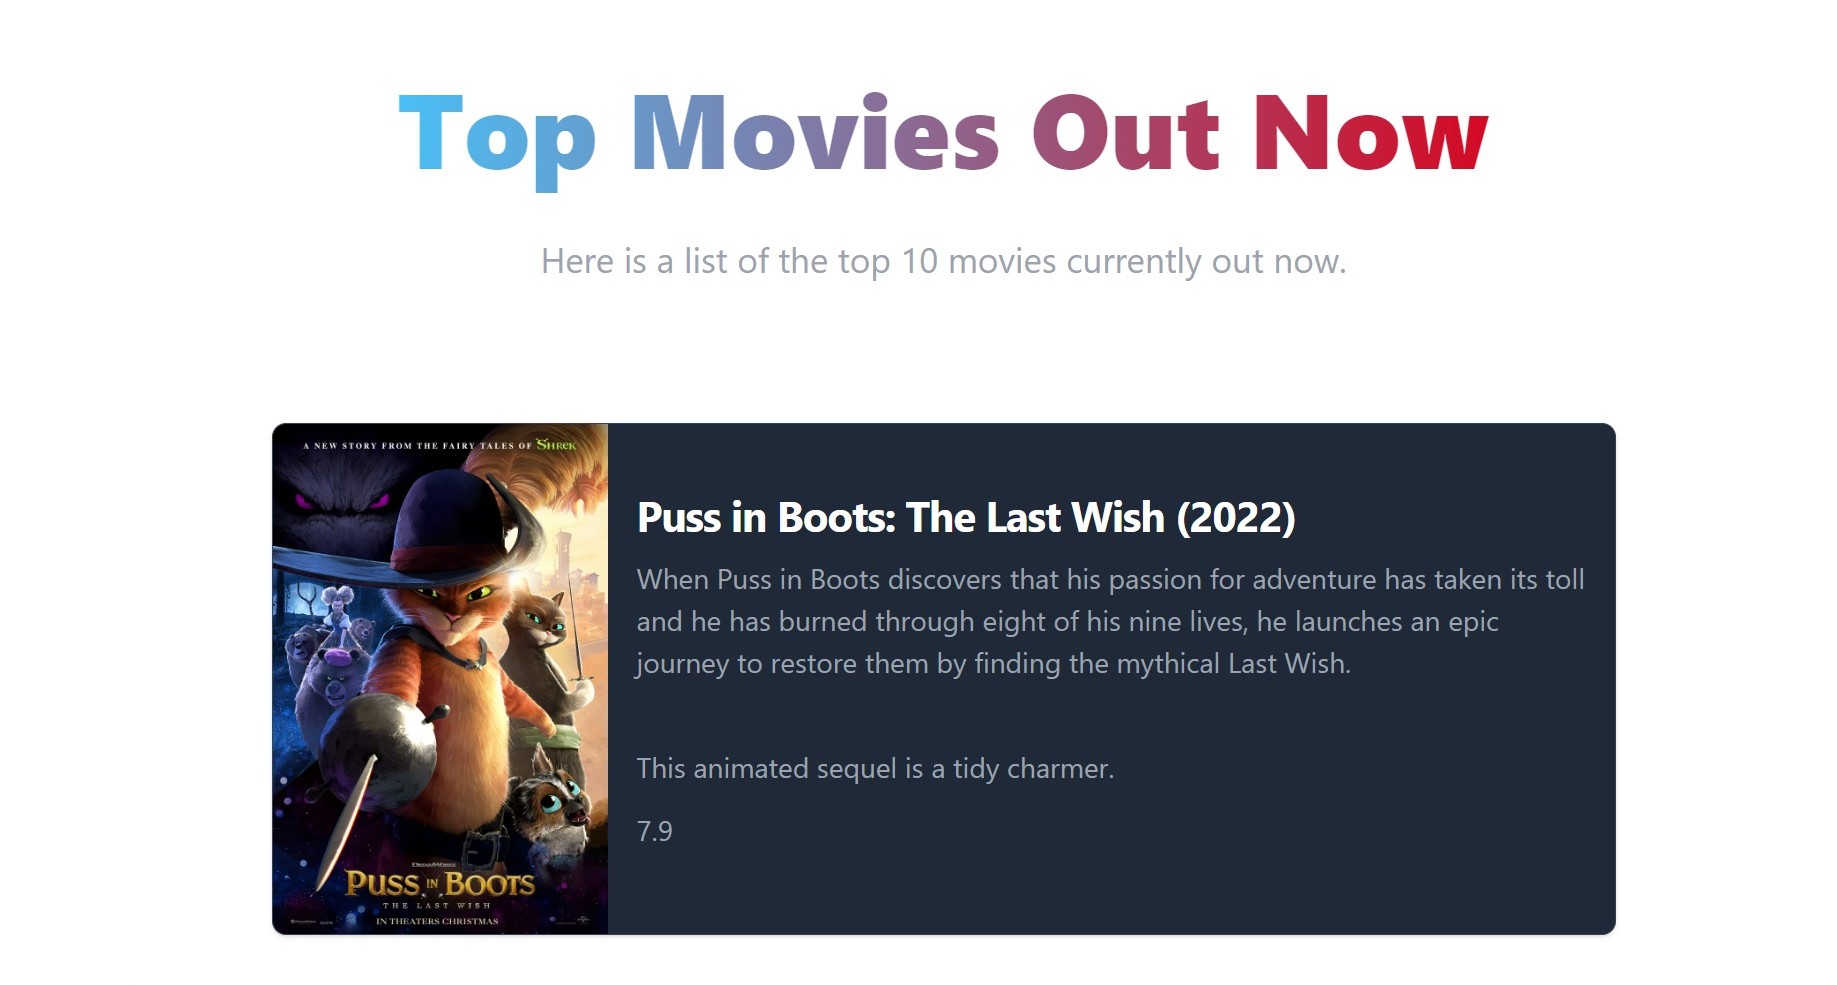 Top Movies Out Now
Here is a list of the top 10 movies currently out now.
A NEW STORY FROM THE FAIRY TALES OF SHREK
Puss in Boots: The Last Wish (2022)
When Puss in Boots discovers that his passion for adventure has taken its toll
and he has burned through eight of his nine lives, he launches an epic
journey to restore them by finding the mythical Last Wish.
This animated sequel is a tidy charmer.
7.9
DREAMWORKS
PUSS IN BOOTS
THE LAST WISH
IN THEATERS CHRISTMAS